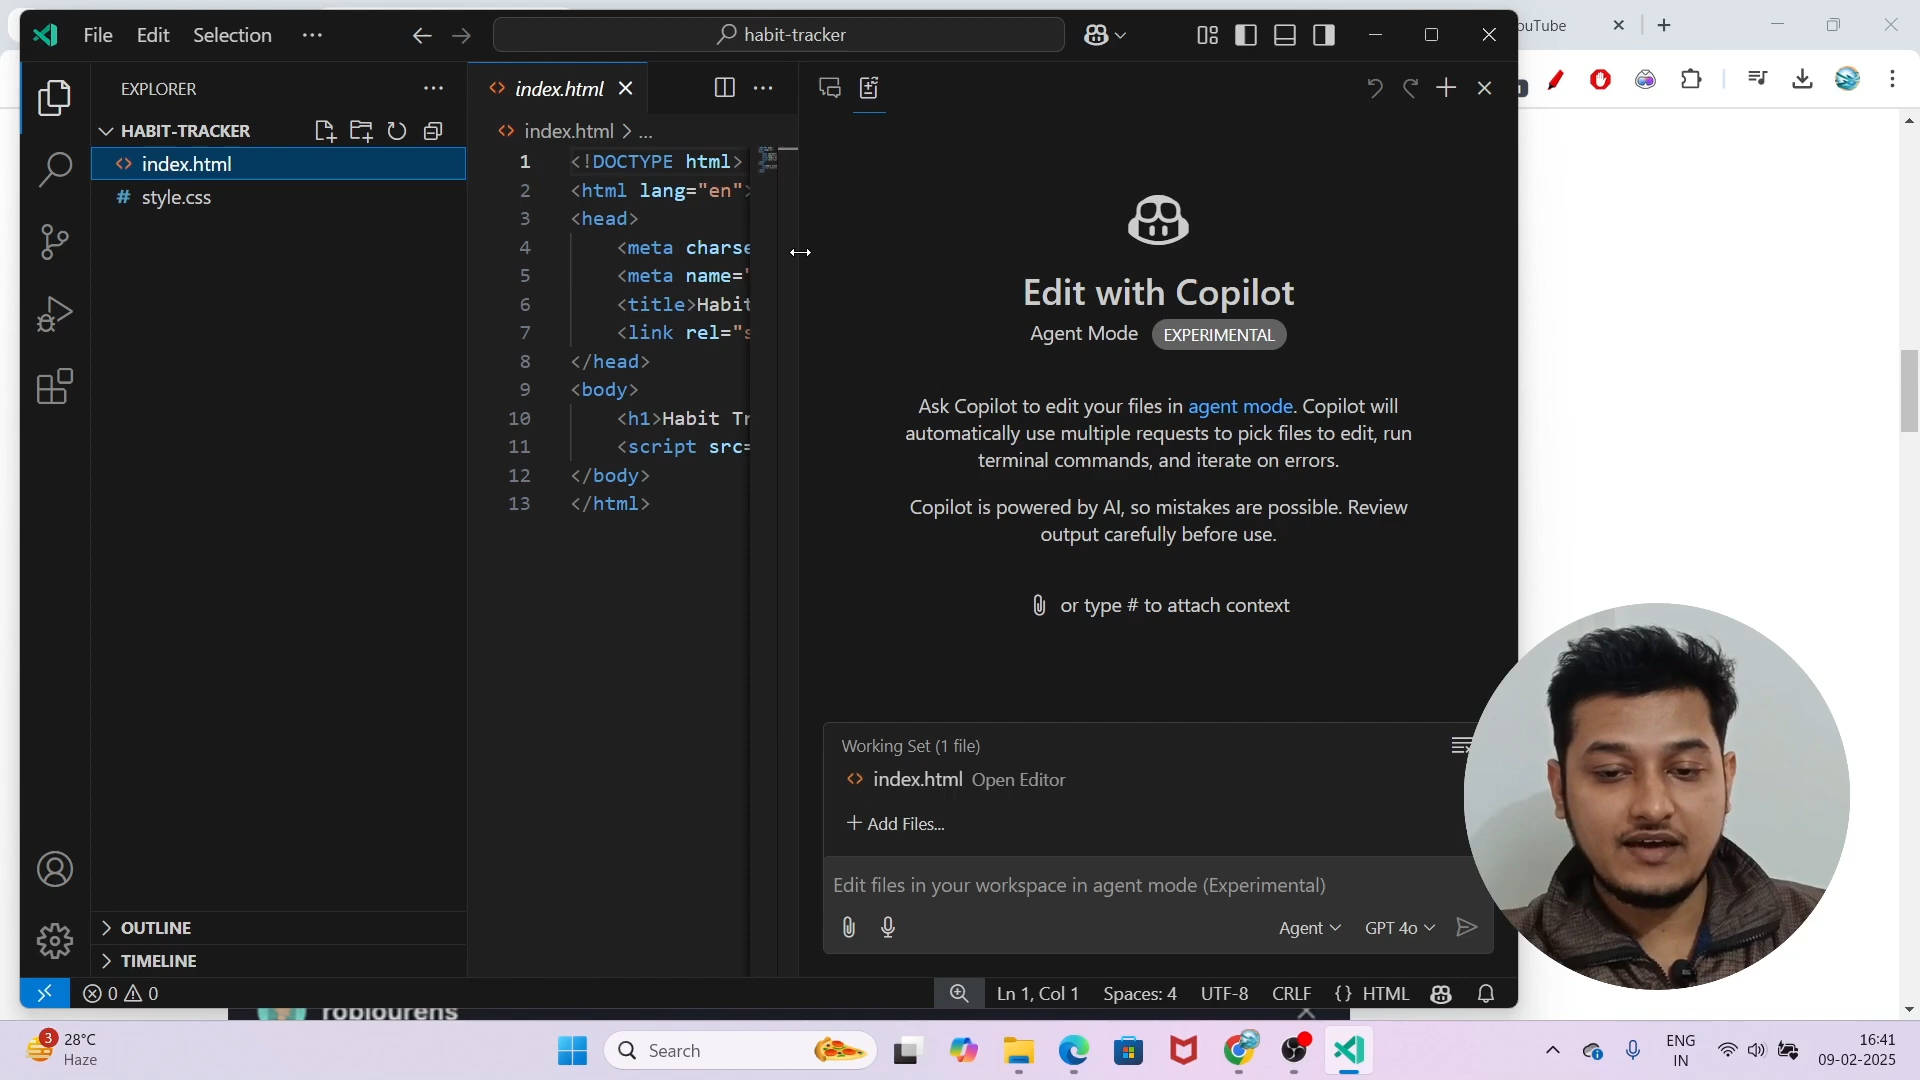 File Edit Selection ···
habit-tracker
ouTube
EXPLORER
HABIT-TRACKER
index.html
style.css
OUTLINE
TIMELINE
index.html
index.html > ...
1 <!DOCTYPE html>
2 <html lang="en">
3 <head>
4 <meta charse
5 <meta name="
6 <title>Habit
7 <link rel="s
8 </head>
9 <body>
10 <h1>Habit Tr
11 <script src=
12 </body>
13 </html>
Edit with Copilot
Agent Mode EXPERIMENTAL
Ask Copilot to edit your files in agent mode. Copilot will
automatically use multiple requests to pick files to edit, run
terminal commands, and iterate on errors.
Copilot is powered by AI, so mistakes are possible. Review
output carefully before use.
or type # to attach context
Working Set (1 file)
index.html Open Editor
+ Add Files...
Edit files in your workspace in agent mode (Experimental)
Agent GPT 4o
0 0
Ln 1, Col 1 Spaces: 4 UTF-8 CRLF {} HTML
roblourens
3
28°C
Haze
Search
ENG
IN
16:41
09-02-2025